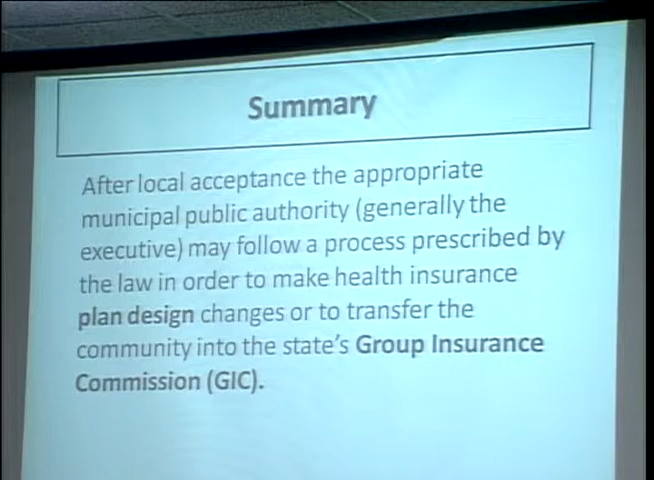 Summary
After local acceptance the appropriate
municipal public authority (generally the
executive) may follow a process prescribed by
the law in order to make health insurance
plan design changes or to transfer the
community into the state's Group Insurance
Commission (GIC).